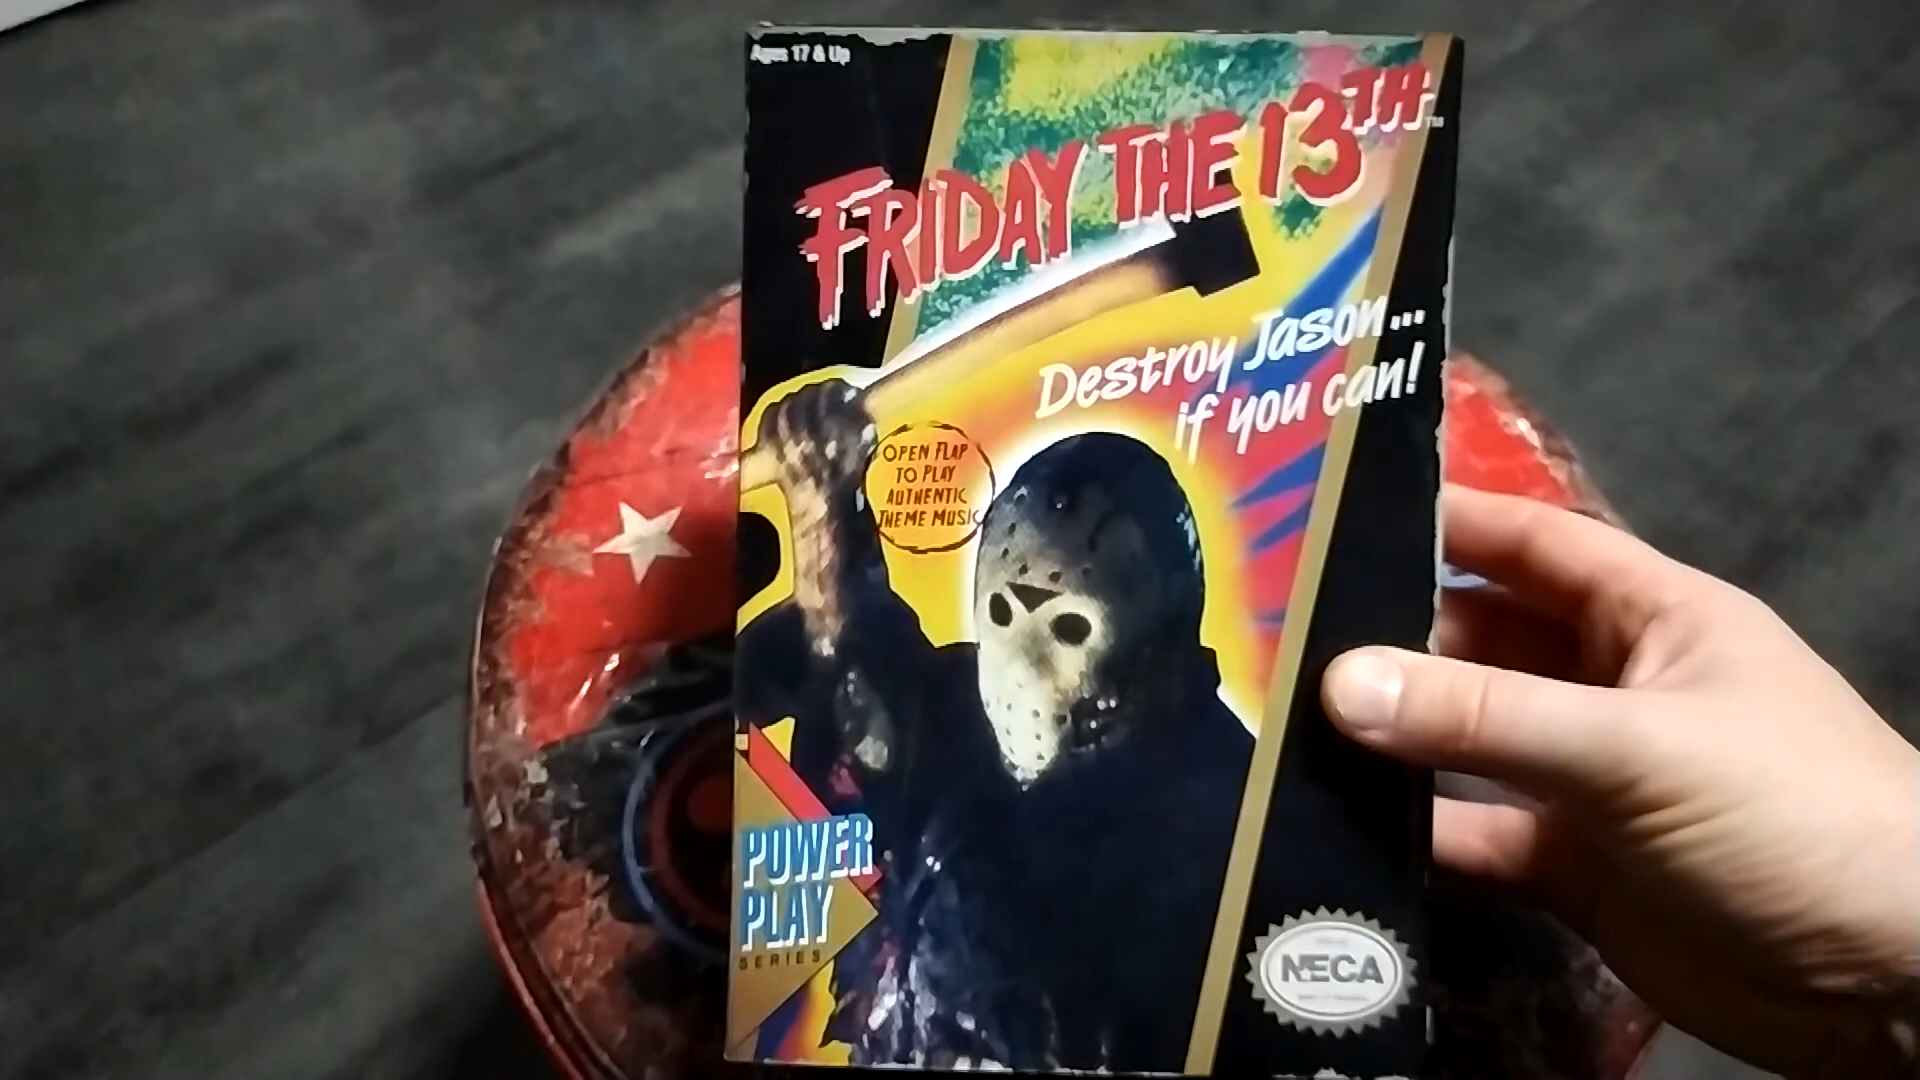 Ages 17 & Up
FRIDAY THE 13TH
TM
Destroy Jason...
if you can!
OPEN FLAP
TO PLAY
AUTHENTIC
THEME MUSIC
POWER
PLAY
SERIES
NECA